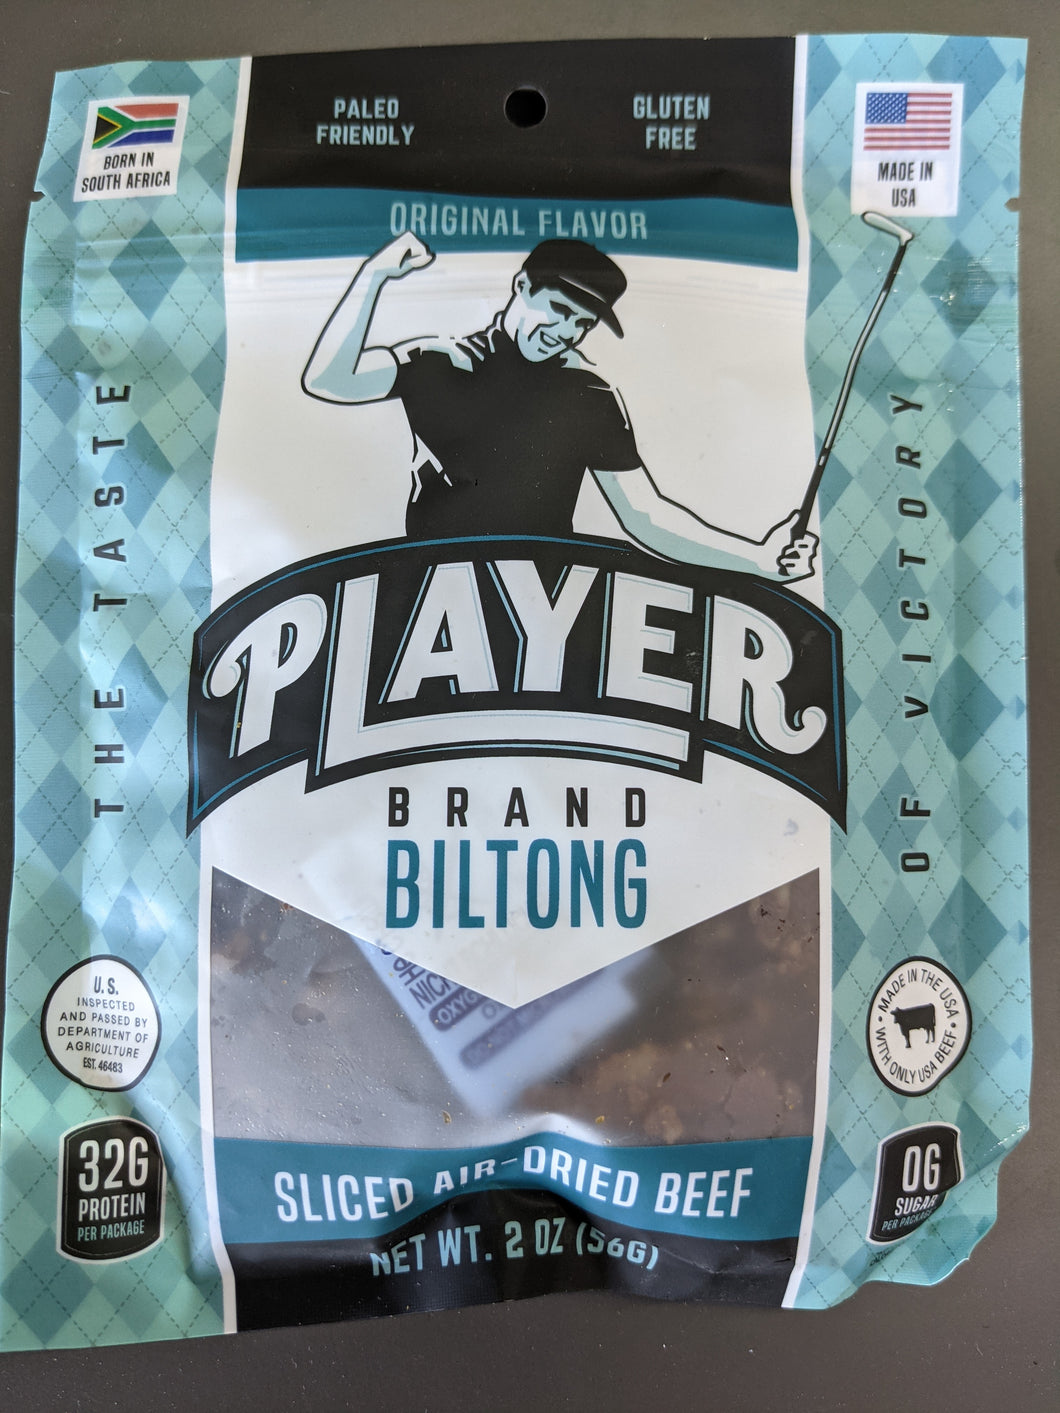 PALEO
FRIENDLY
GLUTEN
FREE
BORN IN
SOUTH AFRICA
MADE IN
USA
ORIGINAL FLAVOR
THE TASTE
OF VICTORY
PLAYER
BRAND
BILTONG
U.S.
INSPECTED
AND PASSED BY
DEPARTMENT OF
AGRICULTURE
EST. 46483
• MADE IN THE USA •
WITH ONLY USA BEEF
32G
PROTEIN
PER PACKAGE
0G
SUGAR
PER PACKAGE
SLICED AIR-DRIED BEEF
NET WT. 2 OZ (56G)